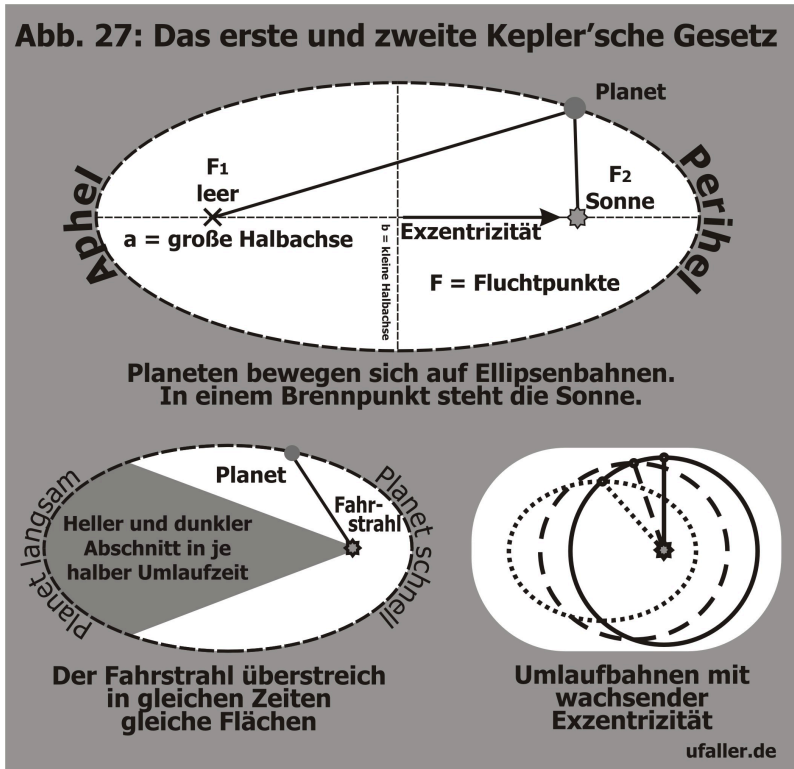 Abb. 27: Das erste und zweite Kepler'sche Gesetz
Planet
Aphel
Perihel
F1
leer
F2
Sonne
a = große Halbachse
b = kleine Halbachse
Exzentrizität
F = Fluchtpunkte
Planeten bewegen sich auf Ellipsenbahnen.
In einem Brennpunkt steht die Sonne.
Planet langsam
Planet
Fahr-
strahl
Planet schnell
Heller und dunkler
Abschnitt in je
halber Umlaufzeit
Der Fahrstrahl überstreich
in gleichen Zeiten
gleiche Flächen
Umlaufbahnen mit
wachsender
Exzentrizität
ufaller.de